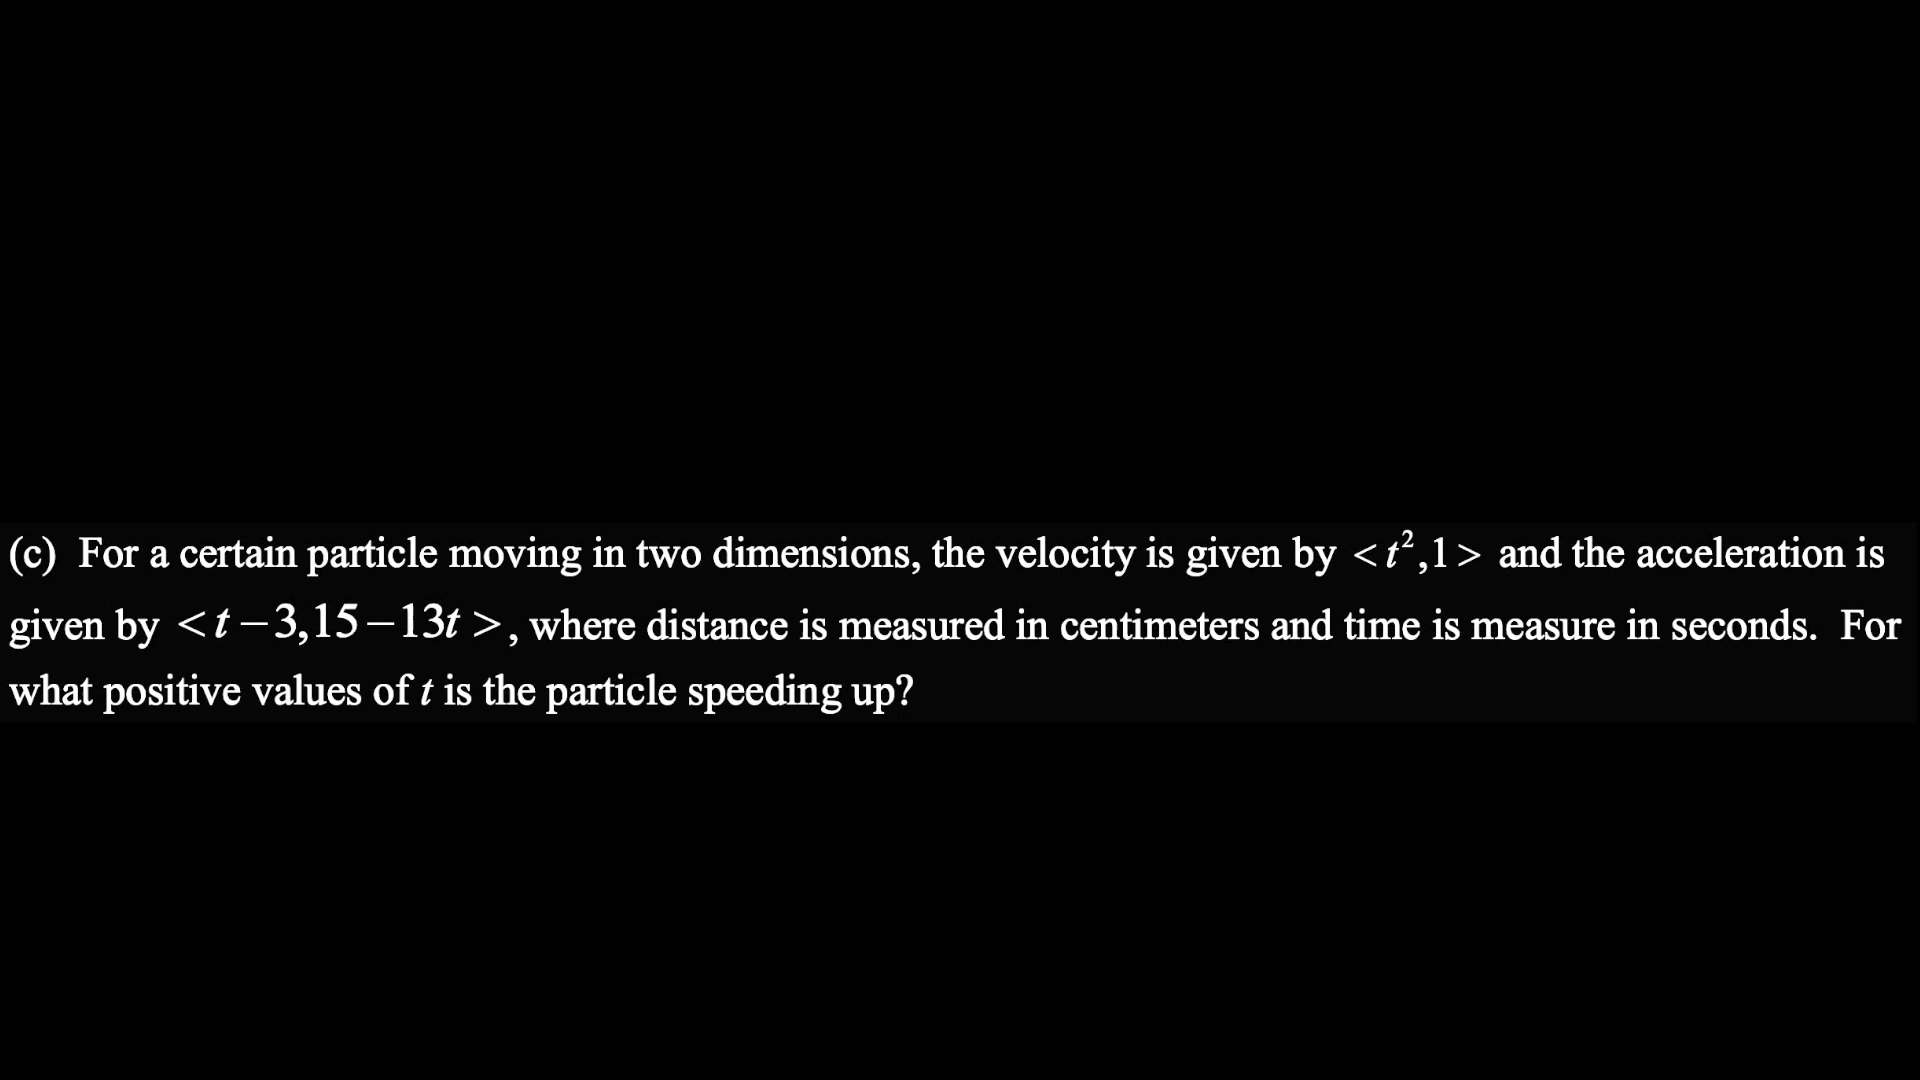 (c) For a certain particle moving in two dimensions, the velocity is given by <t²,1> and the acceleration is
given by <t−3,15−13t>, where distance is measured in centimeters and time is measure in seconds. For
what positive values of t is the particle speeding up?